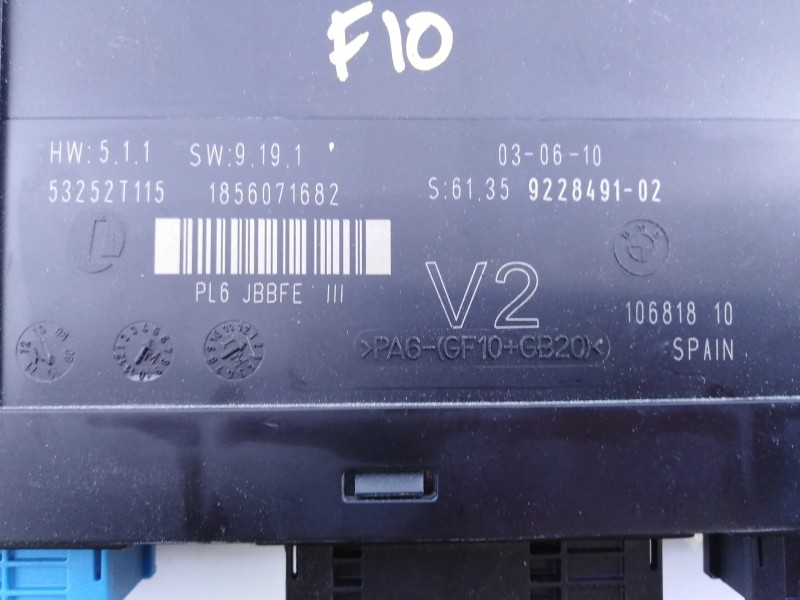 F10
HW:5.1.1 SW:9.19.1 03-06-10
53252T115 1856071682 S:61.35 9228491-02
PL6 JBBFE III
V2
BMW
106818 10
>PA6-(GF10+GB20)<
SPAIN